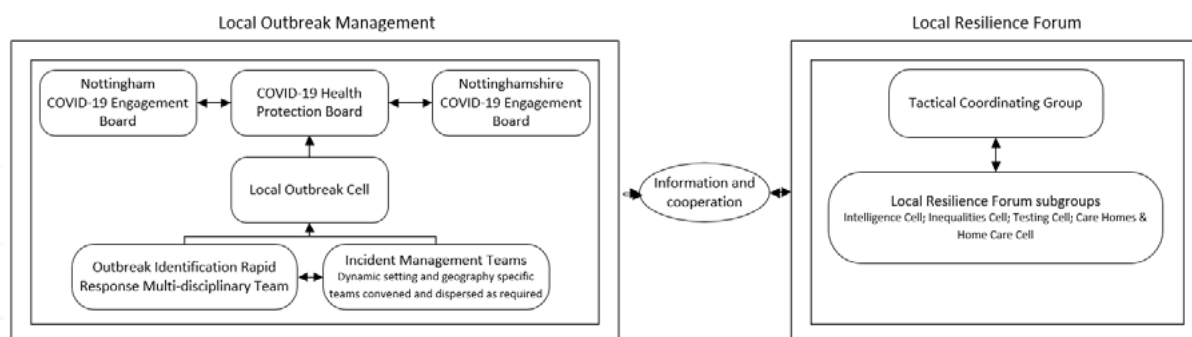 Local Outbreak Management
Nottingham
COVID-19 Engagement
Board
COVID-19 Health
Protection Board
Nottinghamshire
COVID-19 Engagement
Board
Local Outbreak Cell
Outbreak Identification Rapid
Response Multi-disciplinary Team
Incident Management Teams
Dynamic setting and geography specific
teams convened and dispersed as required
Information and
cooperation
Local Resilience Forum
Tactical Coordinating Group
Local Resilience Forum subgroups
Intelligence Cell; Inequalities Cell; Testing Cell; Care Homes &
Home Care Cell